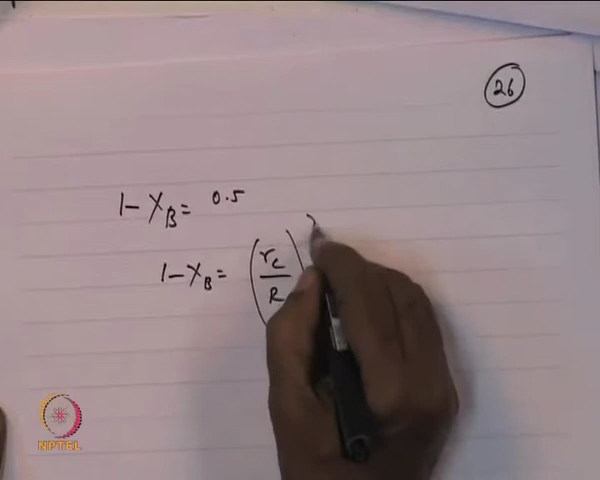 26
1 - X_B = 0.5
1 - X_B = (r_c / R)
NPTEL